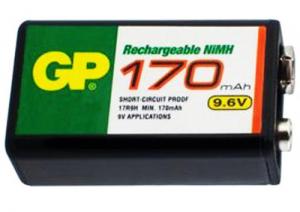 Rechargeable NiMH
GP 170 mAh
9.6V
SHORT-CIRCUIT PROOF
17R9H MIN. 170mAh
9V APPLICATIONS